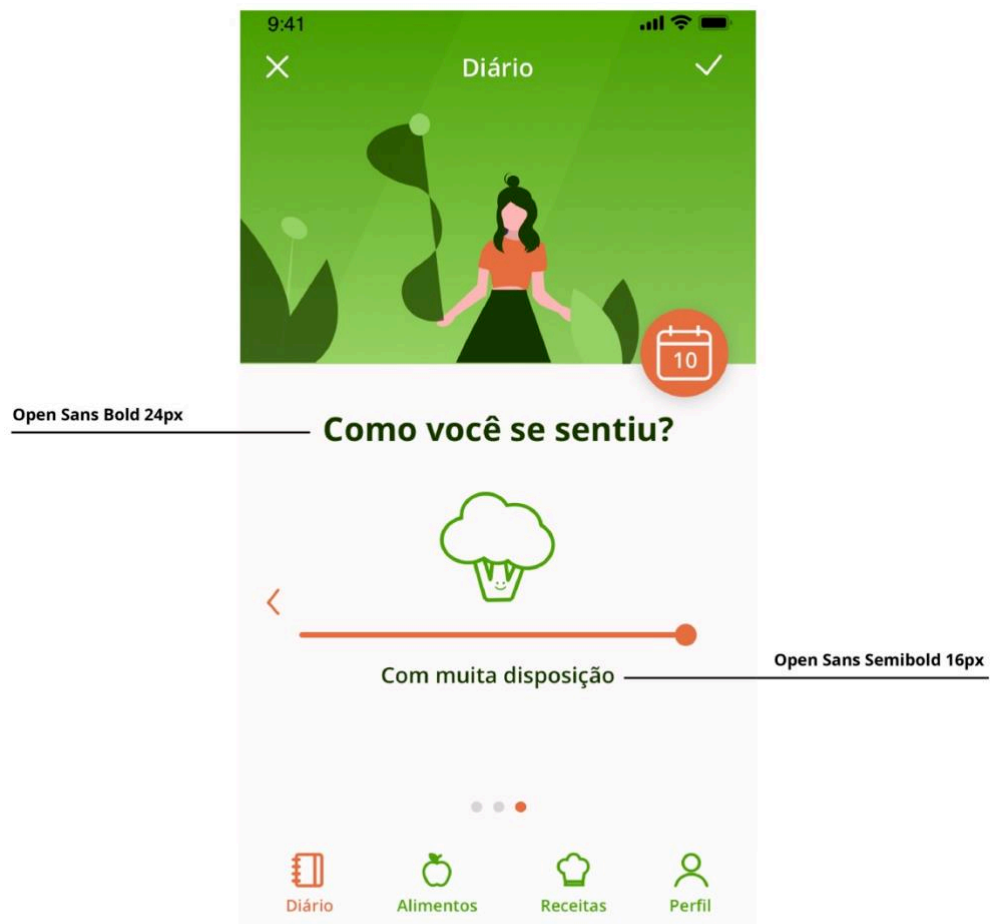 9:41
Diário
10
Open Sans Bold 24px
Como você se sentiu?
Com muita disposição
Open Sans Semibold 16px
Diário
Alimentos
Receitas
Perfil